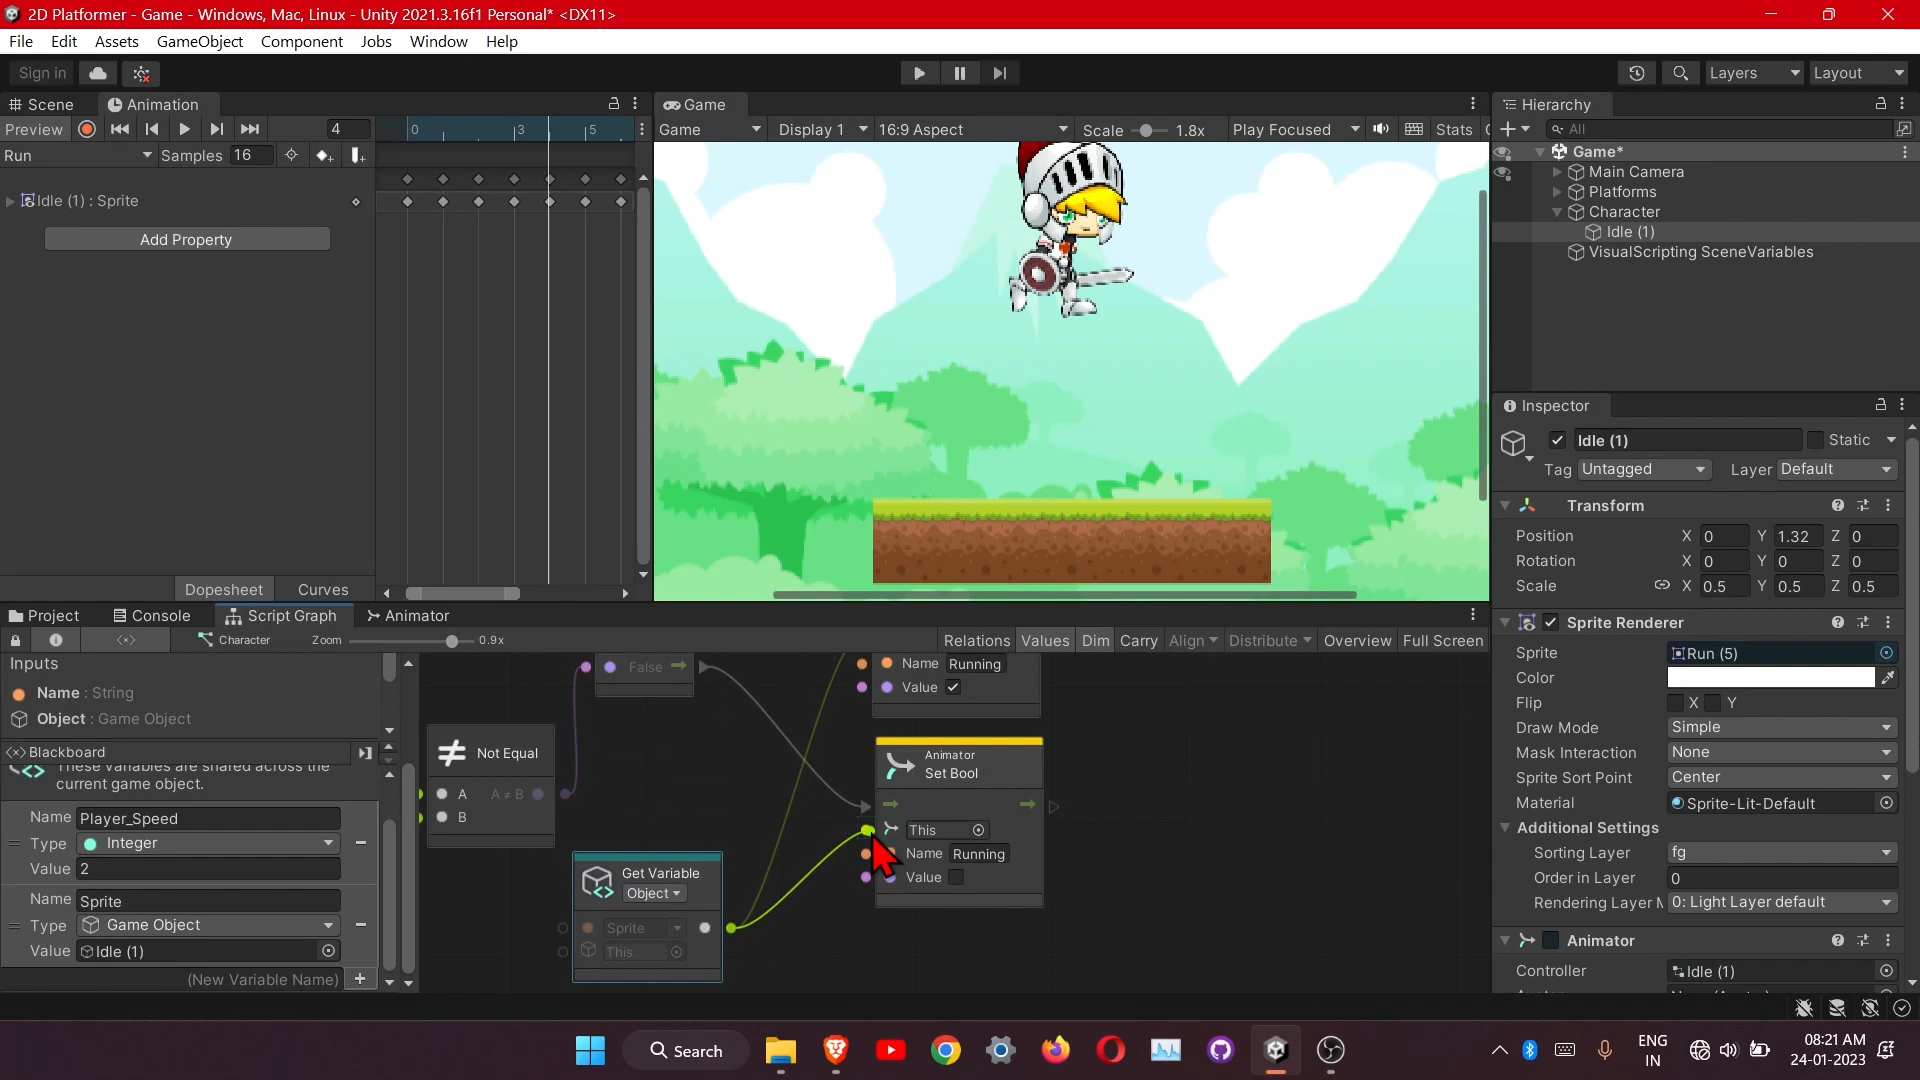 2D Platformer - Game - Windows, Mac, Linux - Unity 2021.3.16f1 Personal* <DX11>
File Edit Assets GameObject Component Jobs Window Help
Sign in
Layers
Layout
Scene
Animation
Game
Hierarchy
Preview
4
0
3
5
Game
Display 1
16:9 Aspect
Scale
1.8x
Play Focused
Stats
All
Run
Samples
16
Game*
Main Camera
Platforms
Character
Idle (1)
VisualScripting SceneVariables
Idle (1) : Sprite
Add Property
Inspector
Idle (1)
Static
Tag
Untagged
Layer
Default
Transform
Position
X
0
Y
1.32
Z
0
Rotation
X
0
Y
0
Z
0
Scale
X
0.5
Y
0.5
Z
0.5
Sprite Renderer
Sprite
Run (5)
Color
Flip
X
Y
Draw Mode
Simple
Mask Interaction
None
Sprite Sort Point
Center
Material
Sprite-Lit-Default
Additional Settings
Sorting Layer
fg
Order in Layer
0
Rendering Layer M
0: Light Layer default
Animator
Controller
Idle (1)
Dopesheet
Curves
Project
Console
Script Graph
Animator
Character
Zoom
0.9x
Relations
Values
Dim
Carry
Align
Distribute
Overview
Full Screen
Inputs
Name : String
Object : Game Object
Blackboard
These variables are shared across the
current game object.
Name
Player_Speed
Type
Integer
Value
2
Name
Sprite
Type
Game Object
Value
Idle (1)
(New Variable Name)
False
Name
Running
Value
Not Equal
A
A ≠ B
B
Animator
Set Bool
This
Name
Running
Value
Get Variable
Object
Sprite
This
Search
ENG
IN
08:21 AM
24-01-2023